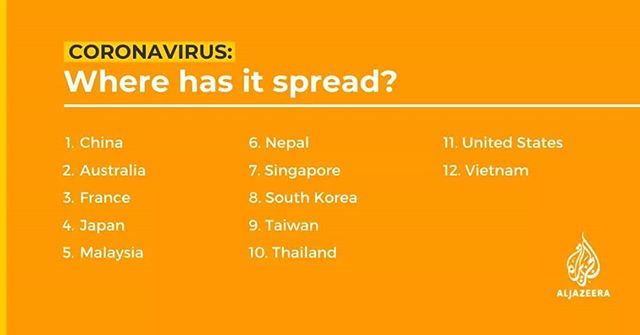 CORONAVIRUS:
Where has it spread?
1. China
2. Australia
3. France
4. Japan
5. Malaysia
6. Nepal
7. Singapore
8. South Korea
9. Taiwan
10. Thailand
11. United States
12. Vietnam
ALJAZEERA